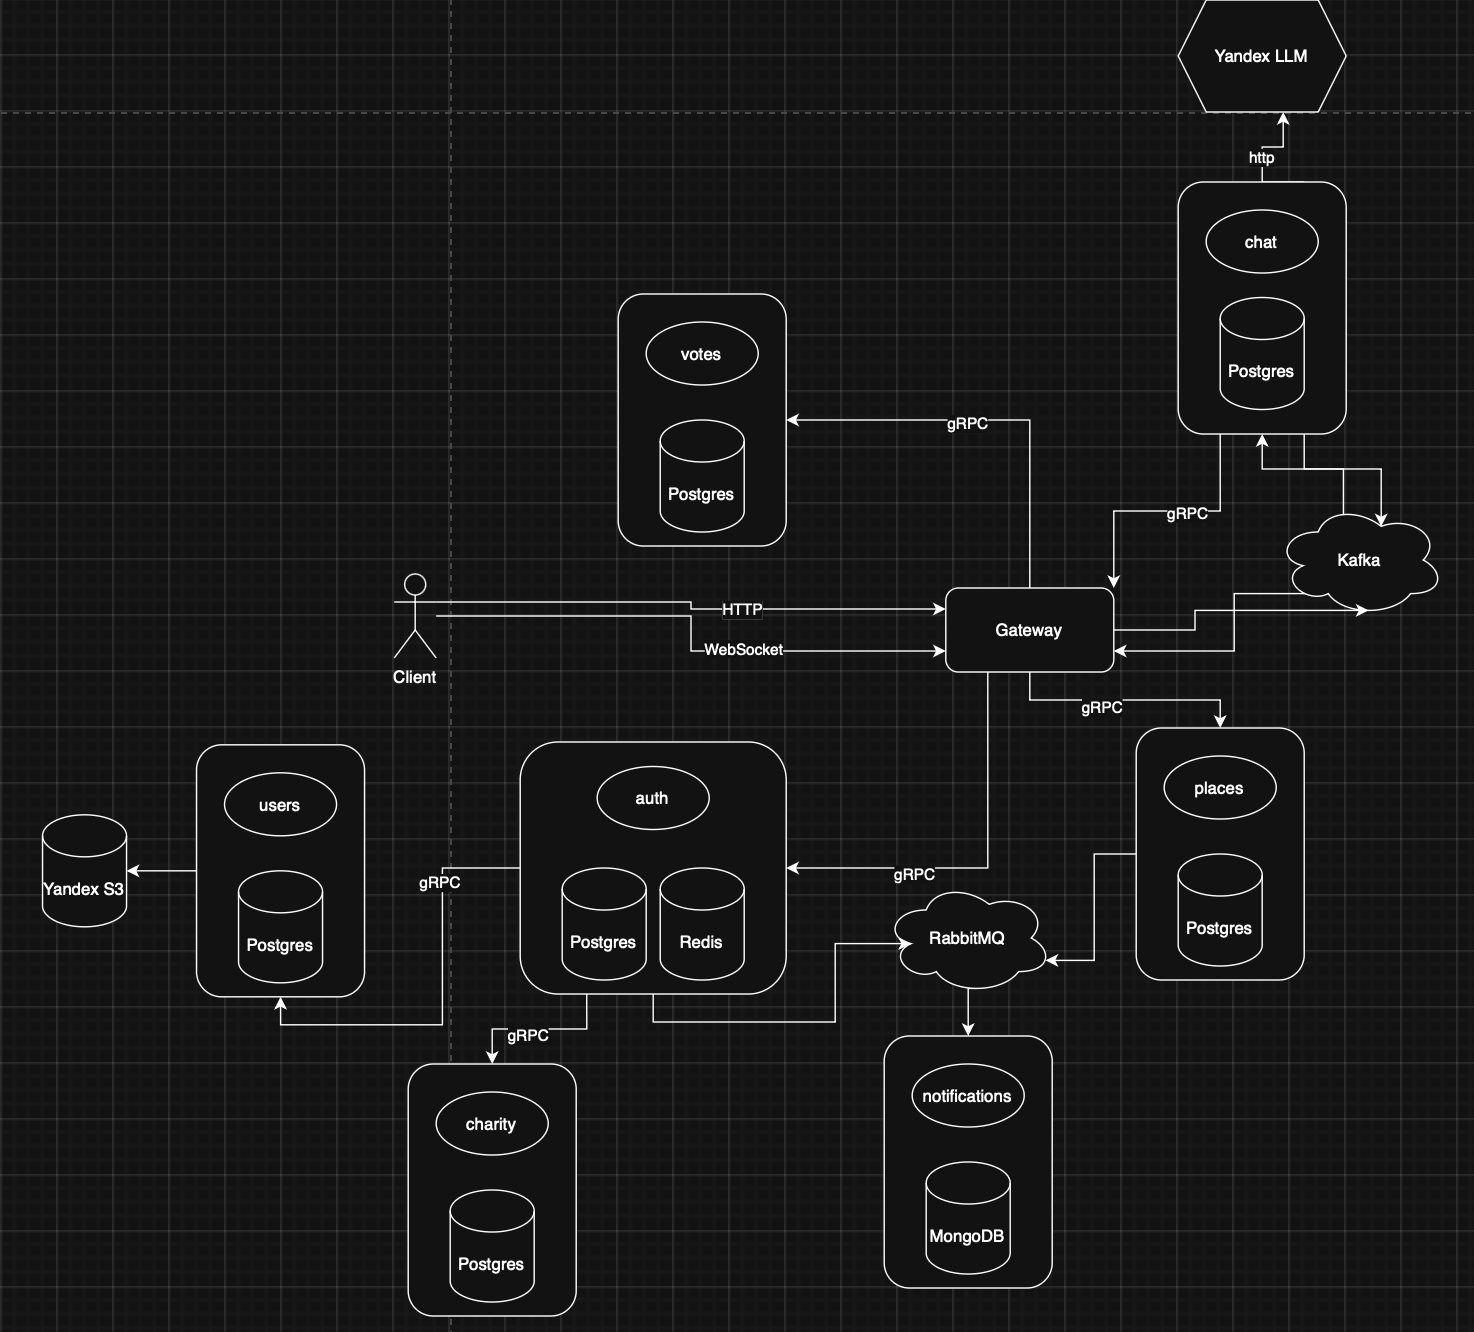 Yandex LLM
http
chat
Postgres
votes
Postgres
gRPC
gRPC
Kafka
HTTP
WebSocket
Gateway
Client
gRPC
users
Postgres
Yandex S3
gRPC
auth
Postgres
Redis
gRPC
places
Postgres
RabbitMQ
gRPC
charity
Postgres
notifications
MongoDB